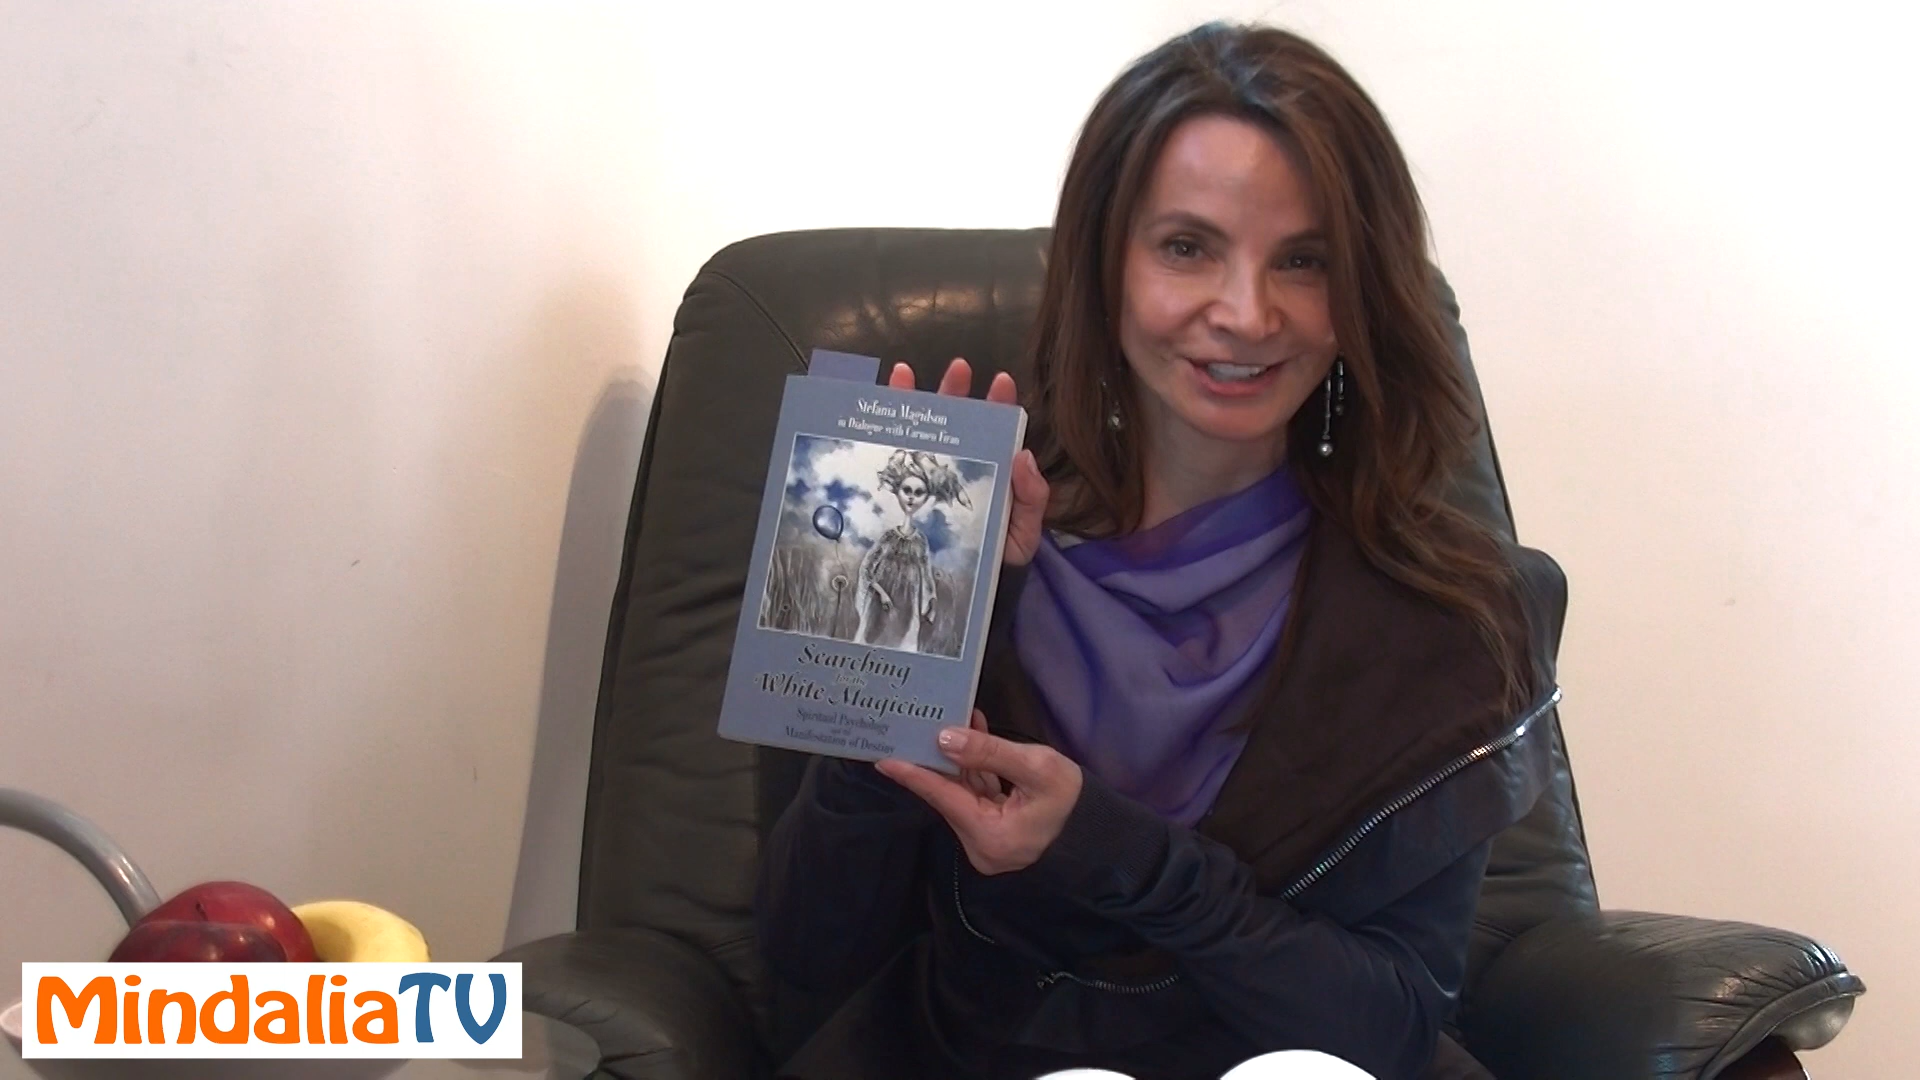 Stefania Magidson
in Dialogue with Carmen Firan
Searching
for the
White Magician
Spiritual Psychology
and the
Manifestation of Destiny
MindaliaTV